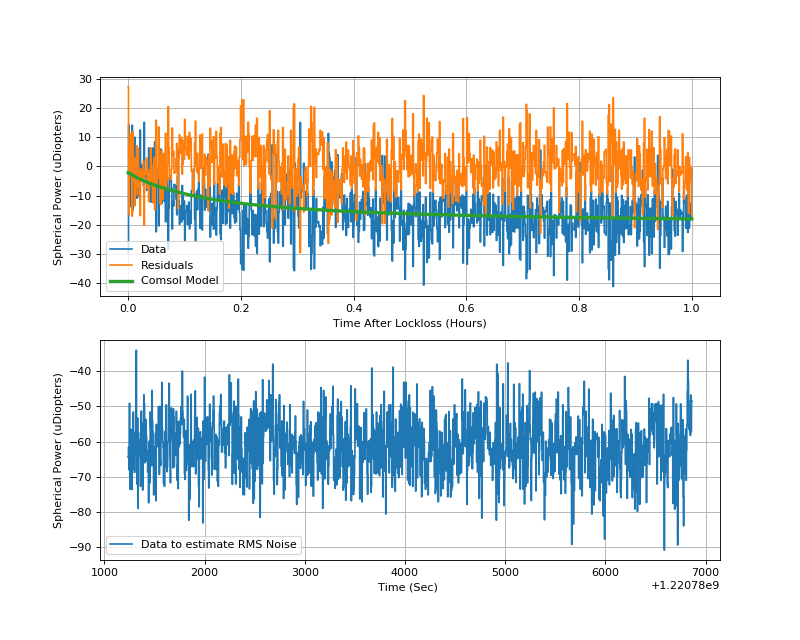 Spherical Power (uDiopters)
30
20
10
0
−10
−20
−30
−40
Data
Residuals
Comsol Model
0.0 0.2 0.4 0.6 0.8 1.0
Time After Lockloss (Hours)
Spherical Power (uDiopters)
−40
−50
−60
−70
−80
−90
Data to estimate RMS Noise
1000 2000 3000 4000 5000 6000 7000
Time (Sec)
+1.22078e9